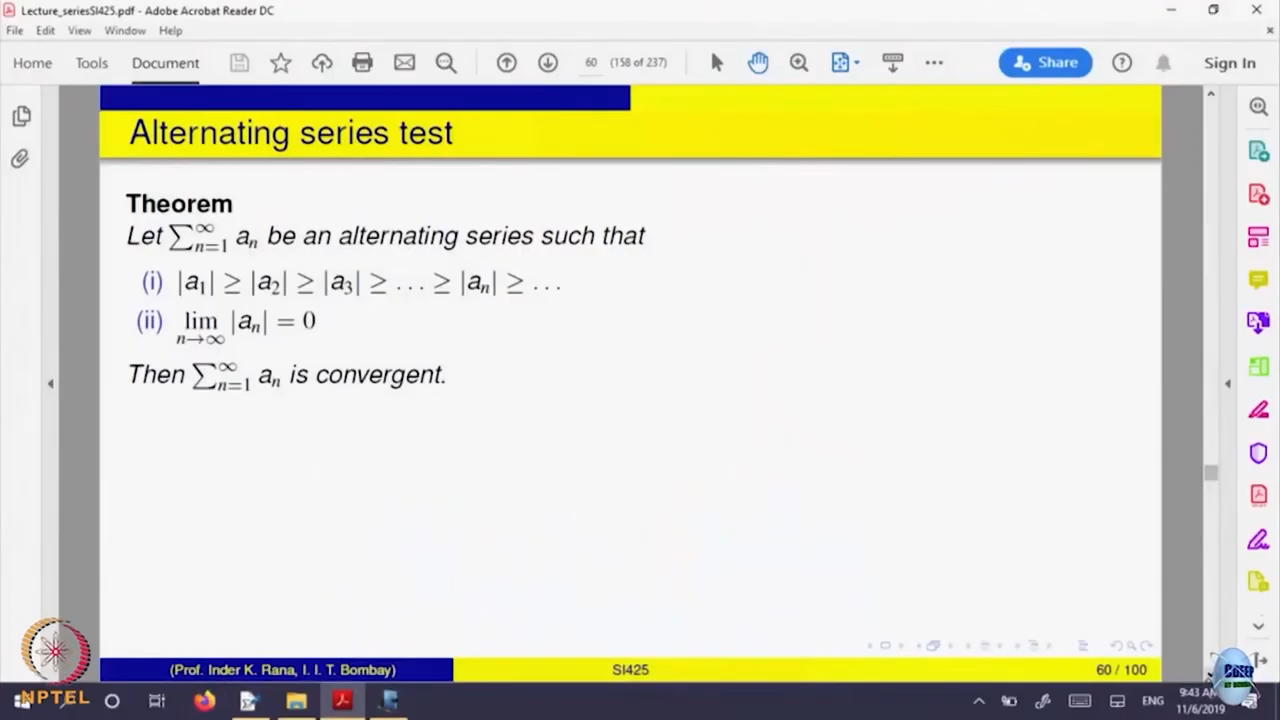 Lecture_seriesSI425.pdf - Adobe Acrobat Reader DC
File Edit View Window Help
Home Tools Document 60 (158 of 237) Share Sign In
Alternating series test
Theorem
Let ∑_{n=1}^{∞} a_n be an alternating series such that
(i) |a_1| ≥ |a_2| ≥ |a_3| ≥ … ≥ |a_n| ≥ …
(ii) lim_{n→∞} |a_n| = 0
Then ∑_{n=1}^{∞} a_n is convergent.
(Prof. Inder K. Rana, I. I. T. Bombay) SI425 60 / 100
NPTEL
ENG
9:43 AM
11/6/2019